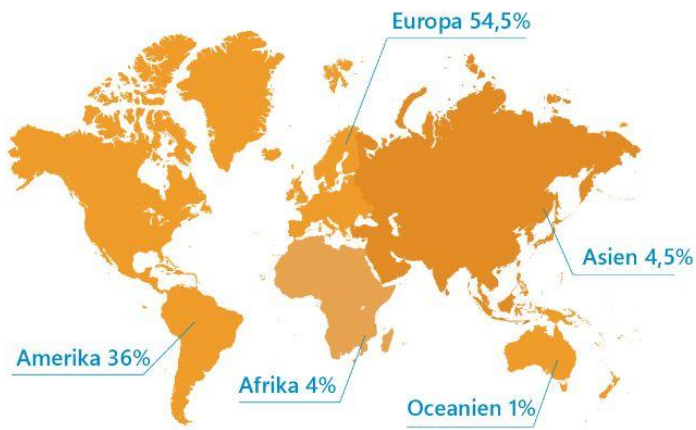 Europa 54,5%
Asien 4,5%
Amerika 36%
Afrika 4%
Oceanien 1%